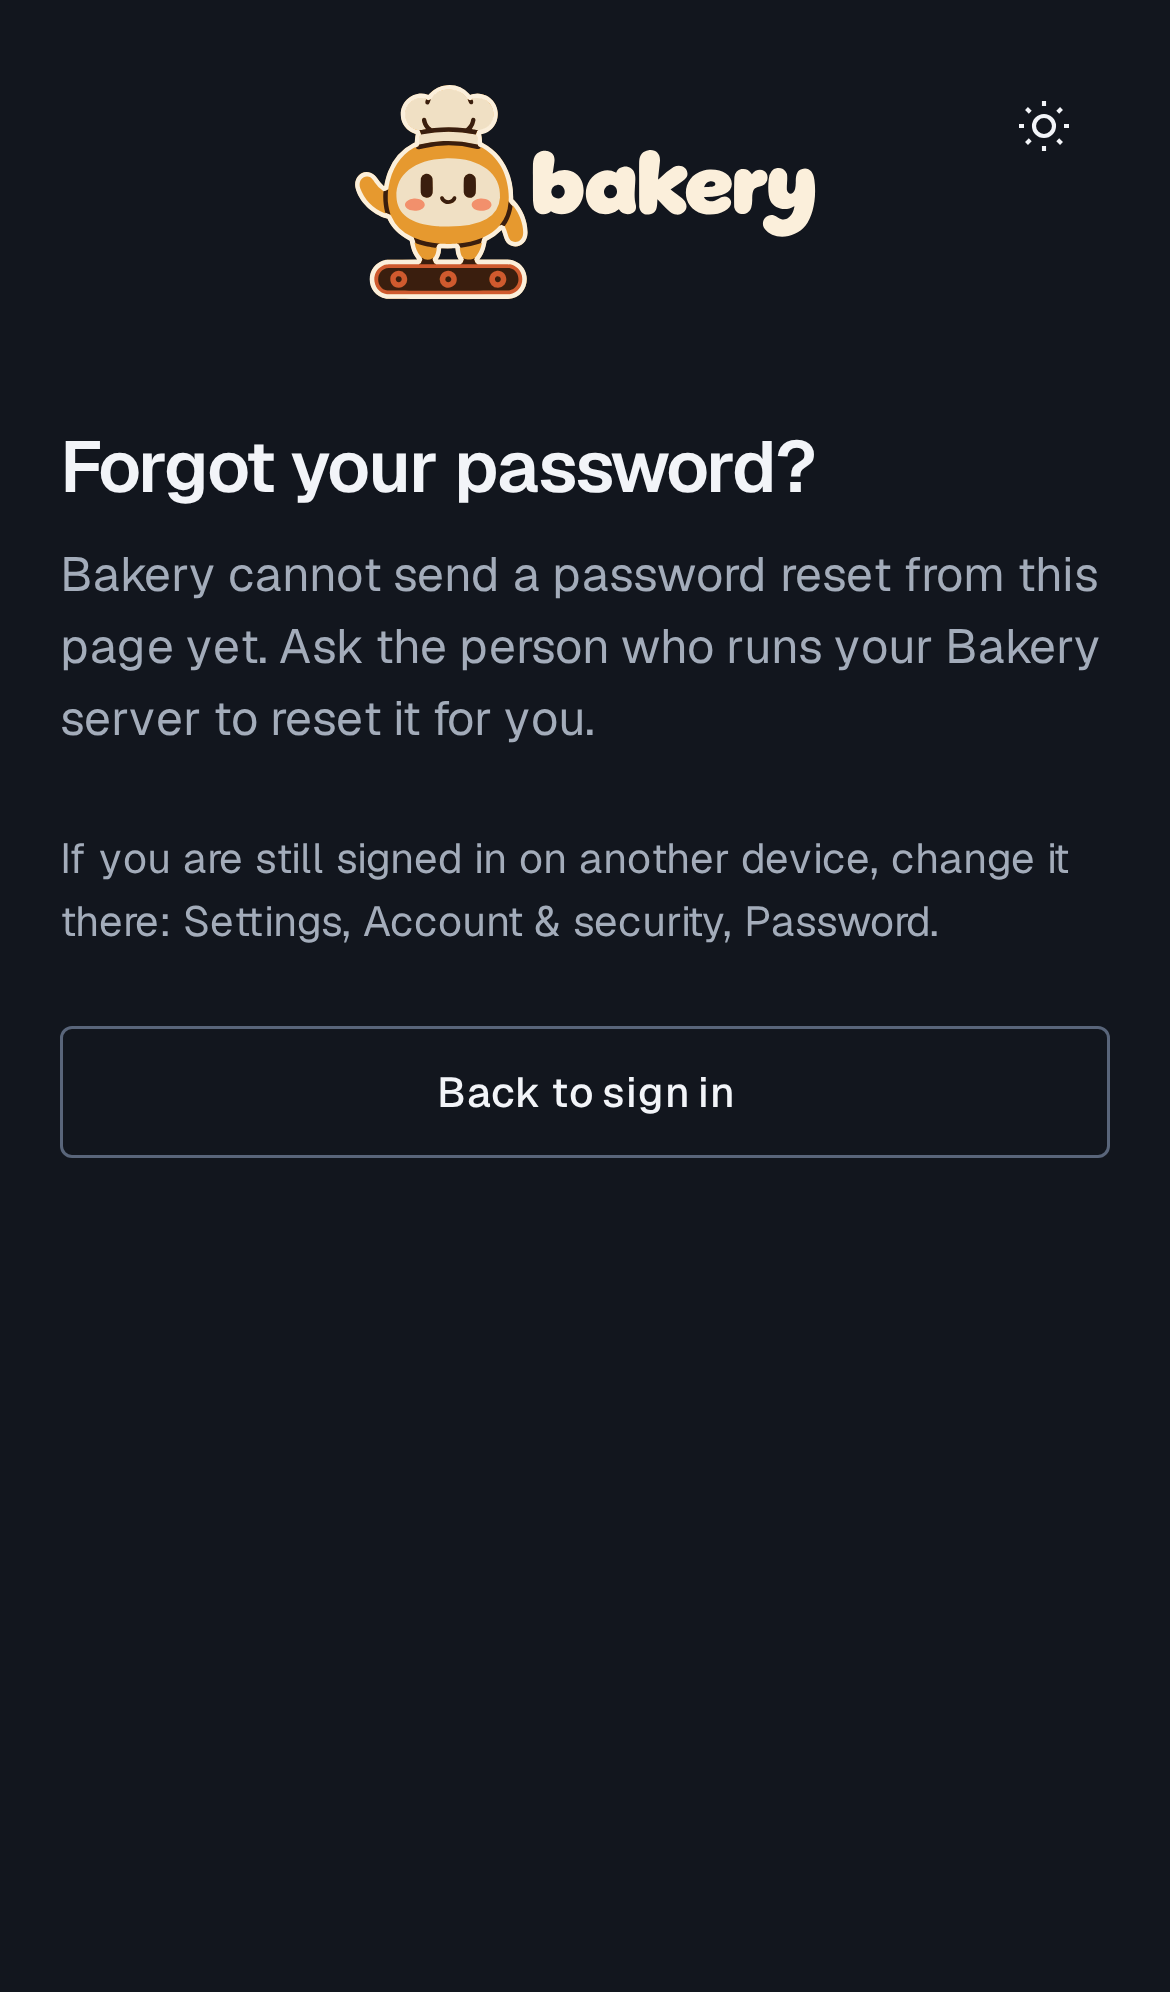 bakery
Forgot your password?
Bakery cannot send a password reset from this
page yet. Ask the person who runs your Bakery
server to reset it for you.
If you are still signed in on another device, change it
there: Settings, Account & security, Password.
Back to sign in